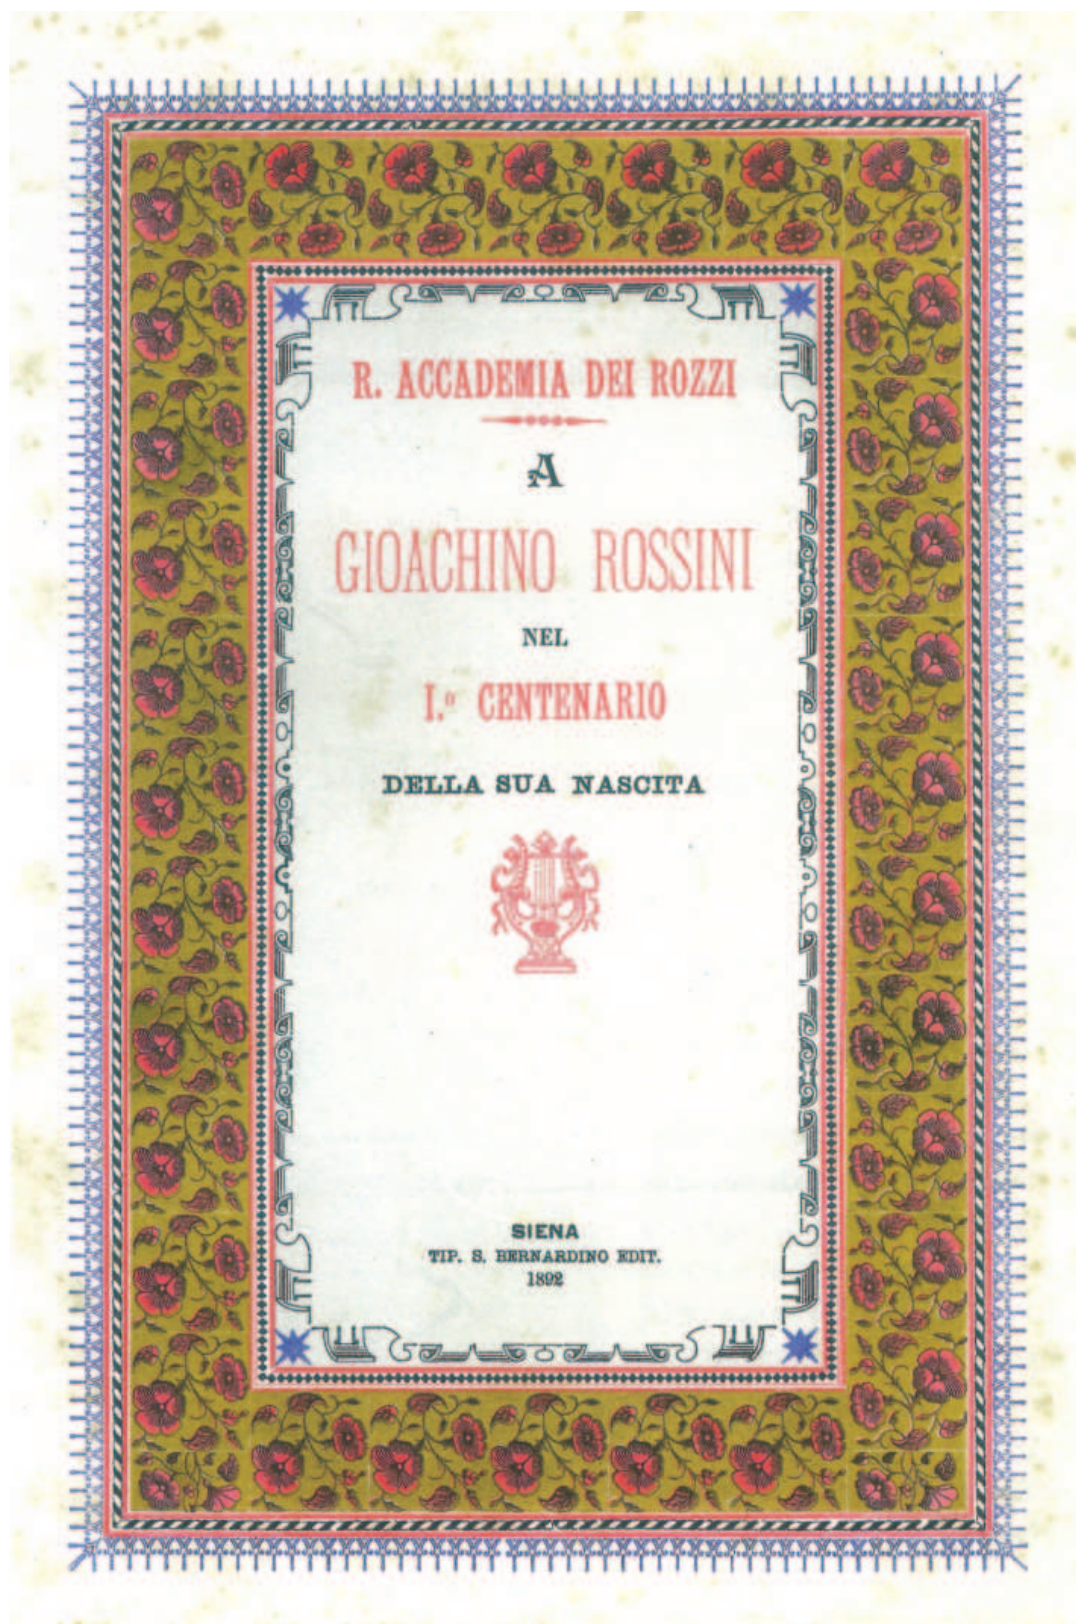 R. ACCADEMIA DEI ROZZI
A
GIOACHINO ROSSINI
NEL
I.º CENTENARIO
DELLA SUA NASCITA
SIENA
TIP. S. BERNARDINO EDIT.
1892